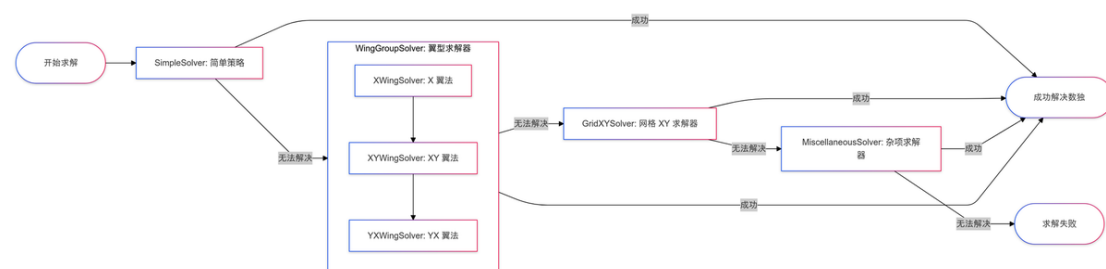 开始求解
SimpleSolver: 简单策略
成功
无法解决
WingGroupSolver: 翼型求解器
XWingSolver: X 翼法
XYWingSolver: XY 翼法
YXWingSolver: YX 翼法
无法解决
成功
GridXYSolver: 网格 XY 求解器
成功
无法解决
MiscellaneousSolver: 杂项求解
器
成功
无法解决
成功解决数独
求解失败